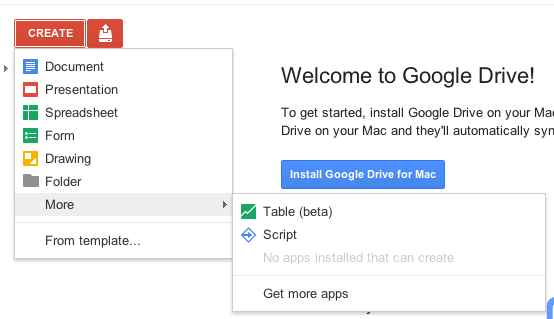 CREATE
Document
Presentation
Spreadsheet
Form
Drawing
Folder
More
From template...
Welcome to Google Drive!
To get started, install Google Drive on your Mac
Drive on your Mac and they'll automatically syn
Install Google Drive for Mac
Table (beta)
Script
No apps installed that can create
Get more apps